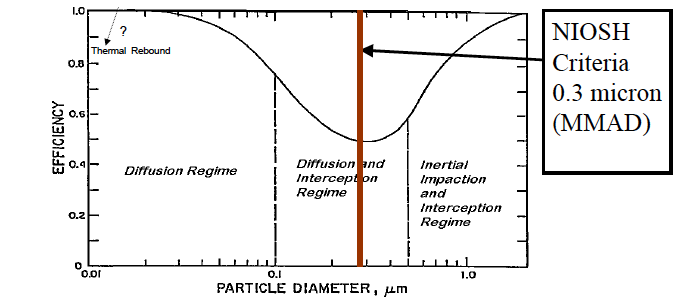 1.0
?
Thermal Rebound
0.8
0.6
0.4
0.2
0
EFFICIENCY
Diffusion Regime
Diffusion and
Interception
Regime
Inertial
Impaction
and
Interception
Regime
0.01
0.1
1.0
PARTICLE DIAMETER, μm
NIOSH
Criteria
0.3 micron
(MMAD)